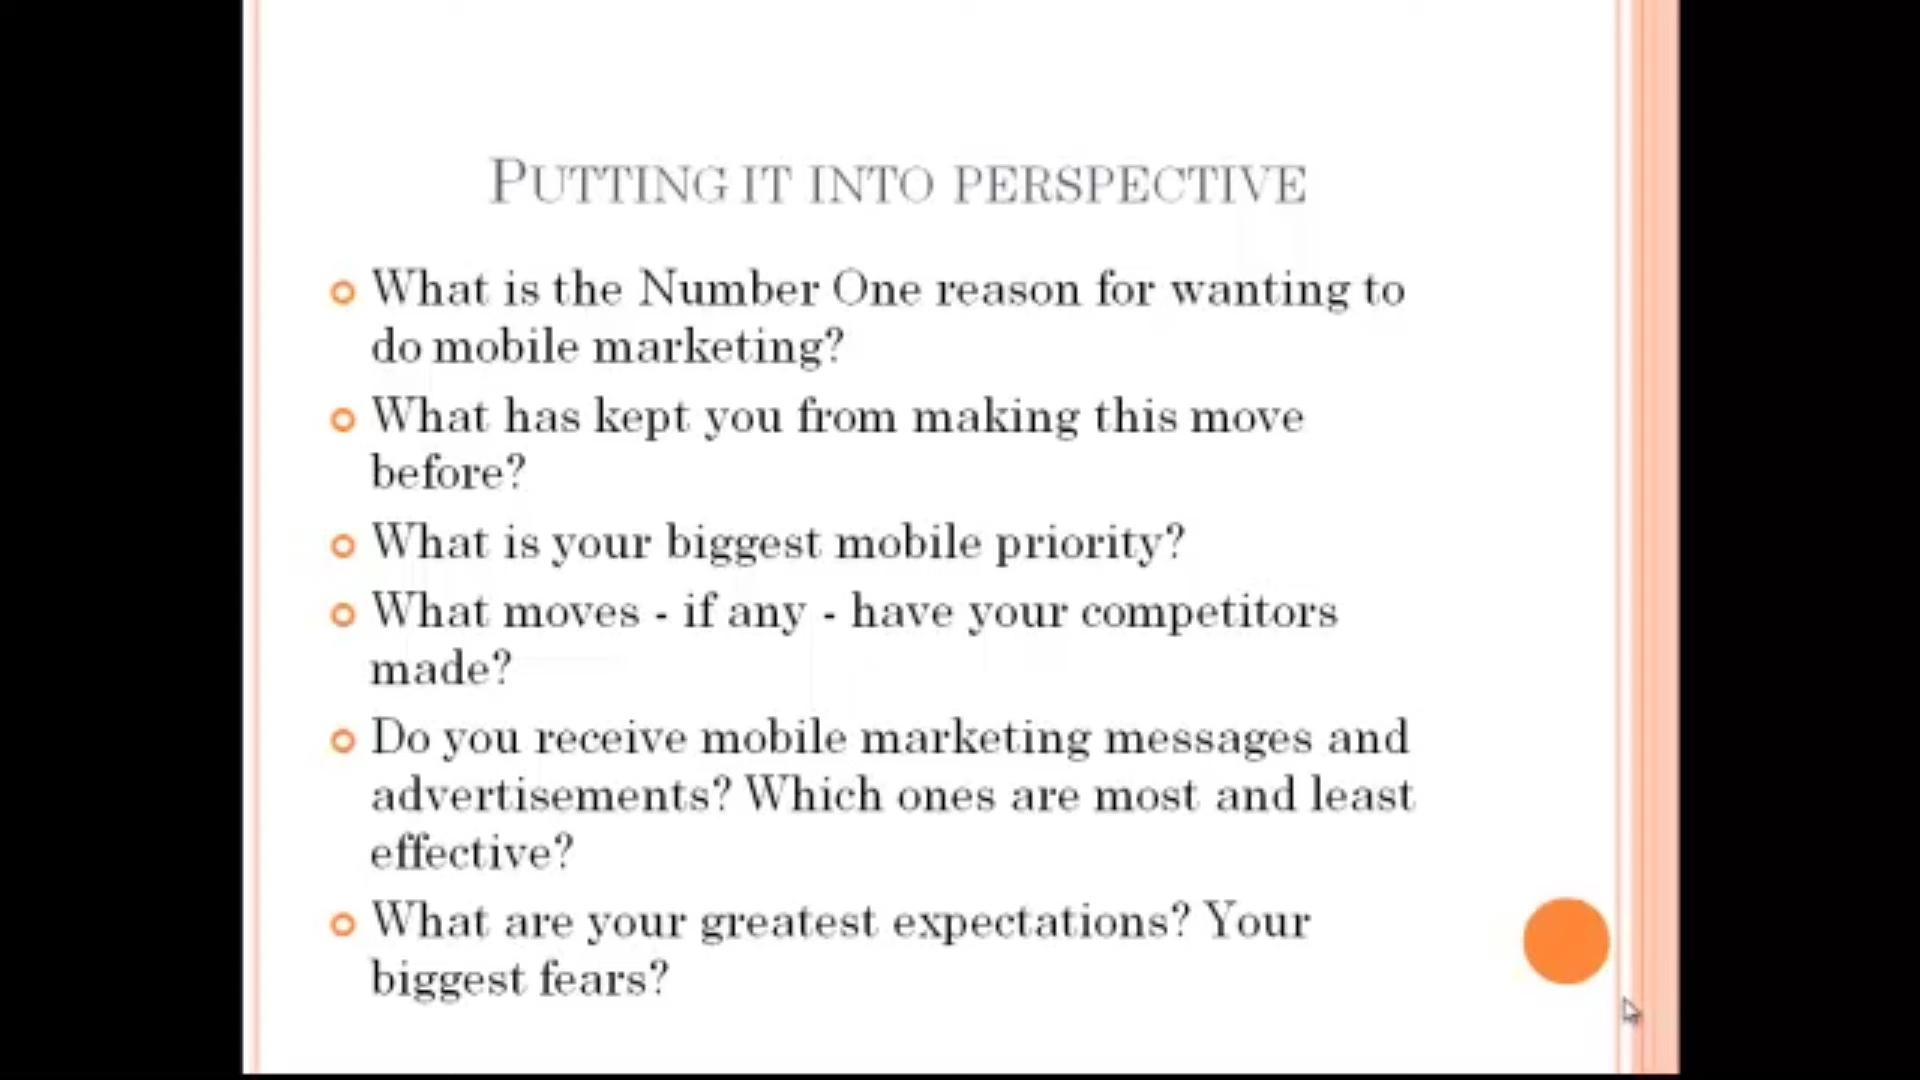 PUTTING IT INTO PERSPECTIVE
What is the Number One reason for wanting to
do mobile marketing?
What has kept you from making this move
before?
What is your biggest mobile priority?
What moves - if any - have your competitors
made?
Do you receive mobile marketing messages and
advertisements? Which ones are most and least
effective?
What are your greatest expectations? Your
biggest fears?